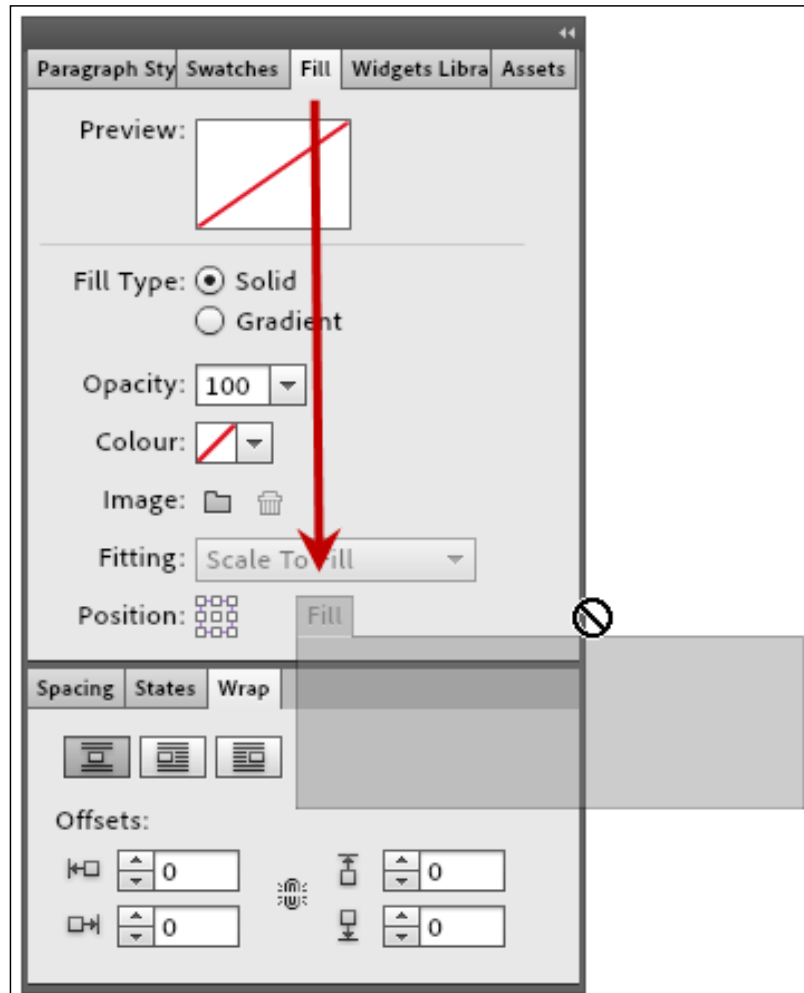 Paragraph Sty Swatches Fill Widgets Libra Assets
Preview:
Fill Type: Solid
Gradient
Opacity: 100
Colour:
Image:
Fitting: Scale To Fill
Position: Fill
Spacing States Wrap
Offsets:
0 0
0 0